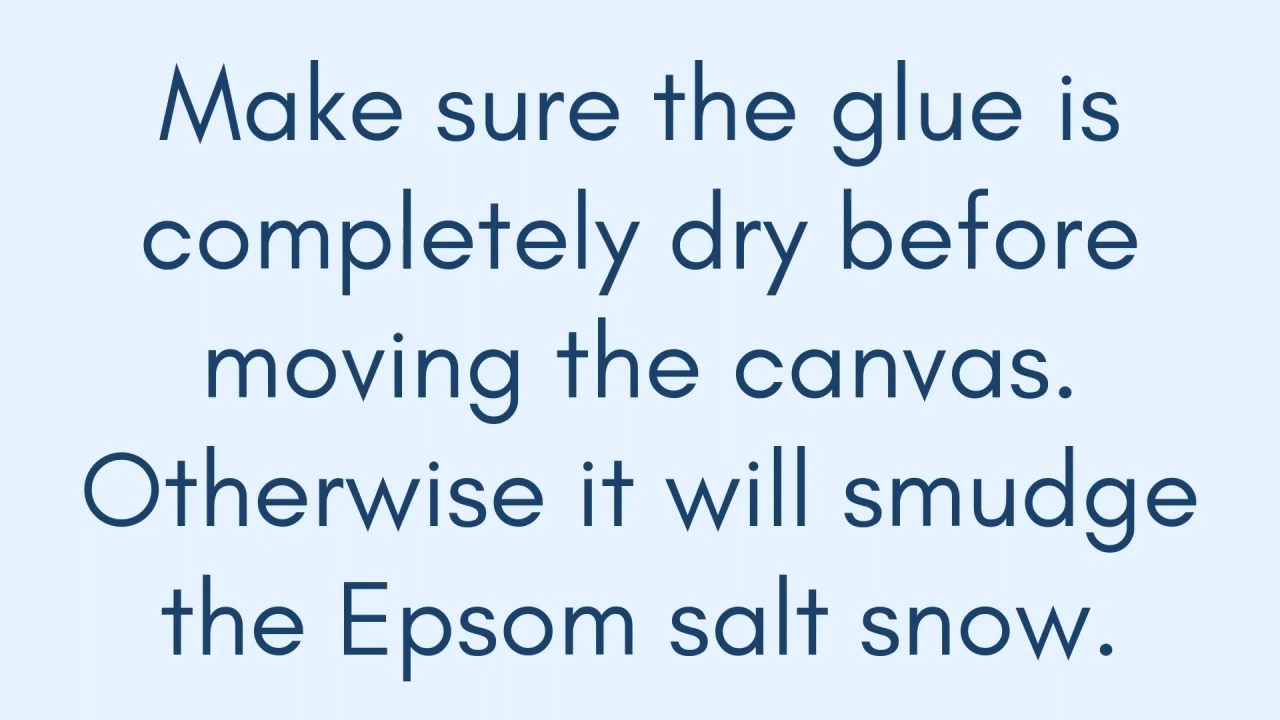 Make sure the glue is
completely dry before
moving the canvas.
Otherwise it will smudge
the Epsom salt snow.